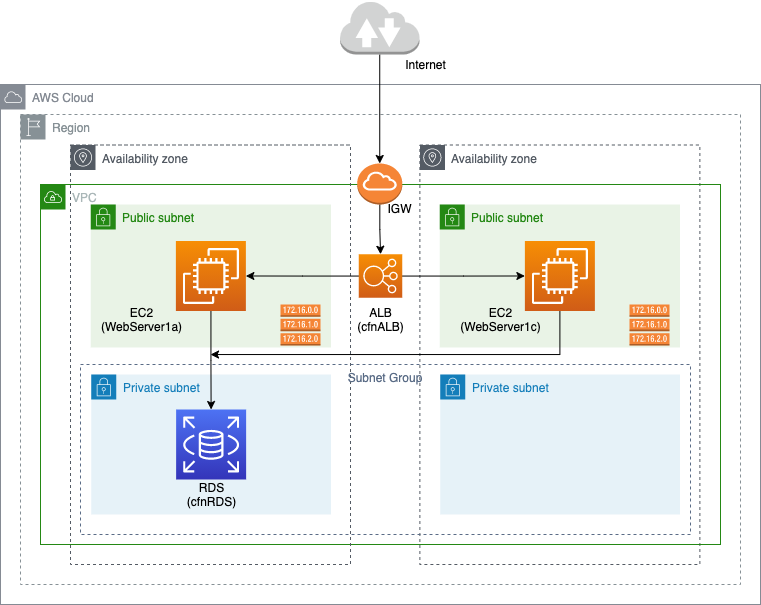 Internet
AWS Cloud
Region
Availability zone
Availability zone
VPC
IGW
Public subnet
Public subnet
EC2
(WebServer1a)
172.16.0.0
172.16.1.0
172.16.2.0
ALB
(cfnALB)
EC2
(WebServer1c)
172.16.0.0
172.16.1.0
172.16.2.0
Subnet Group
Private subnet
Private subnet
RDS
(cfnRDS)